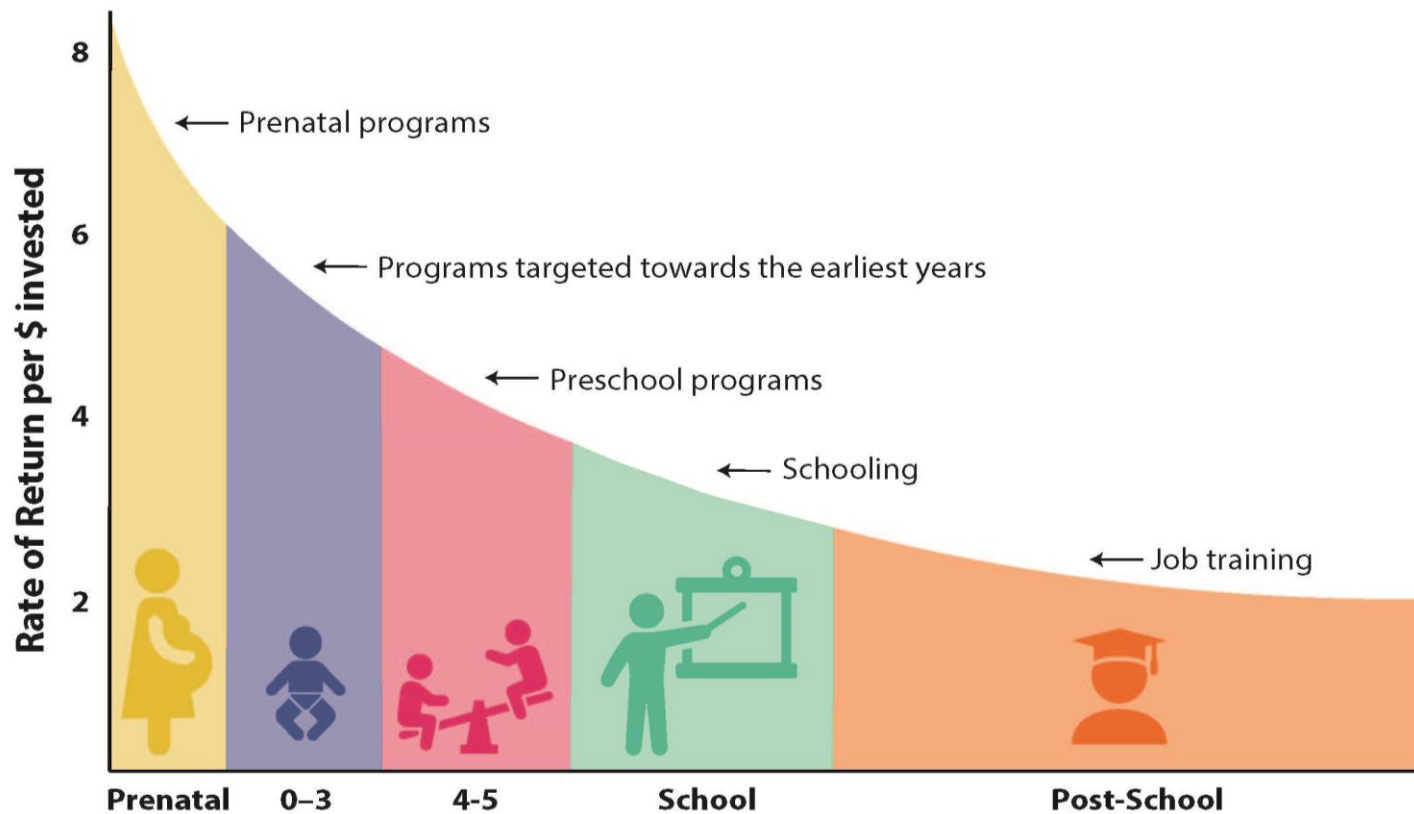 Rate of Return per $ invested
8
6
4
2
Prenatal programs
Programs targeted towards the earliest years
Preschool programs
Schooling
Job training
Prenatal
0–3
4-5
School
Post-School